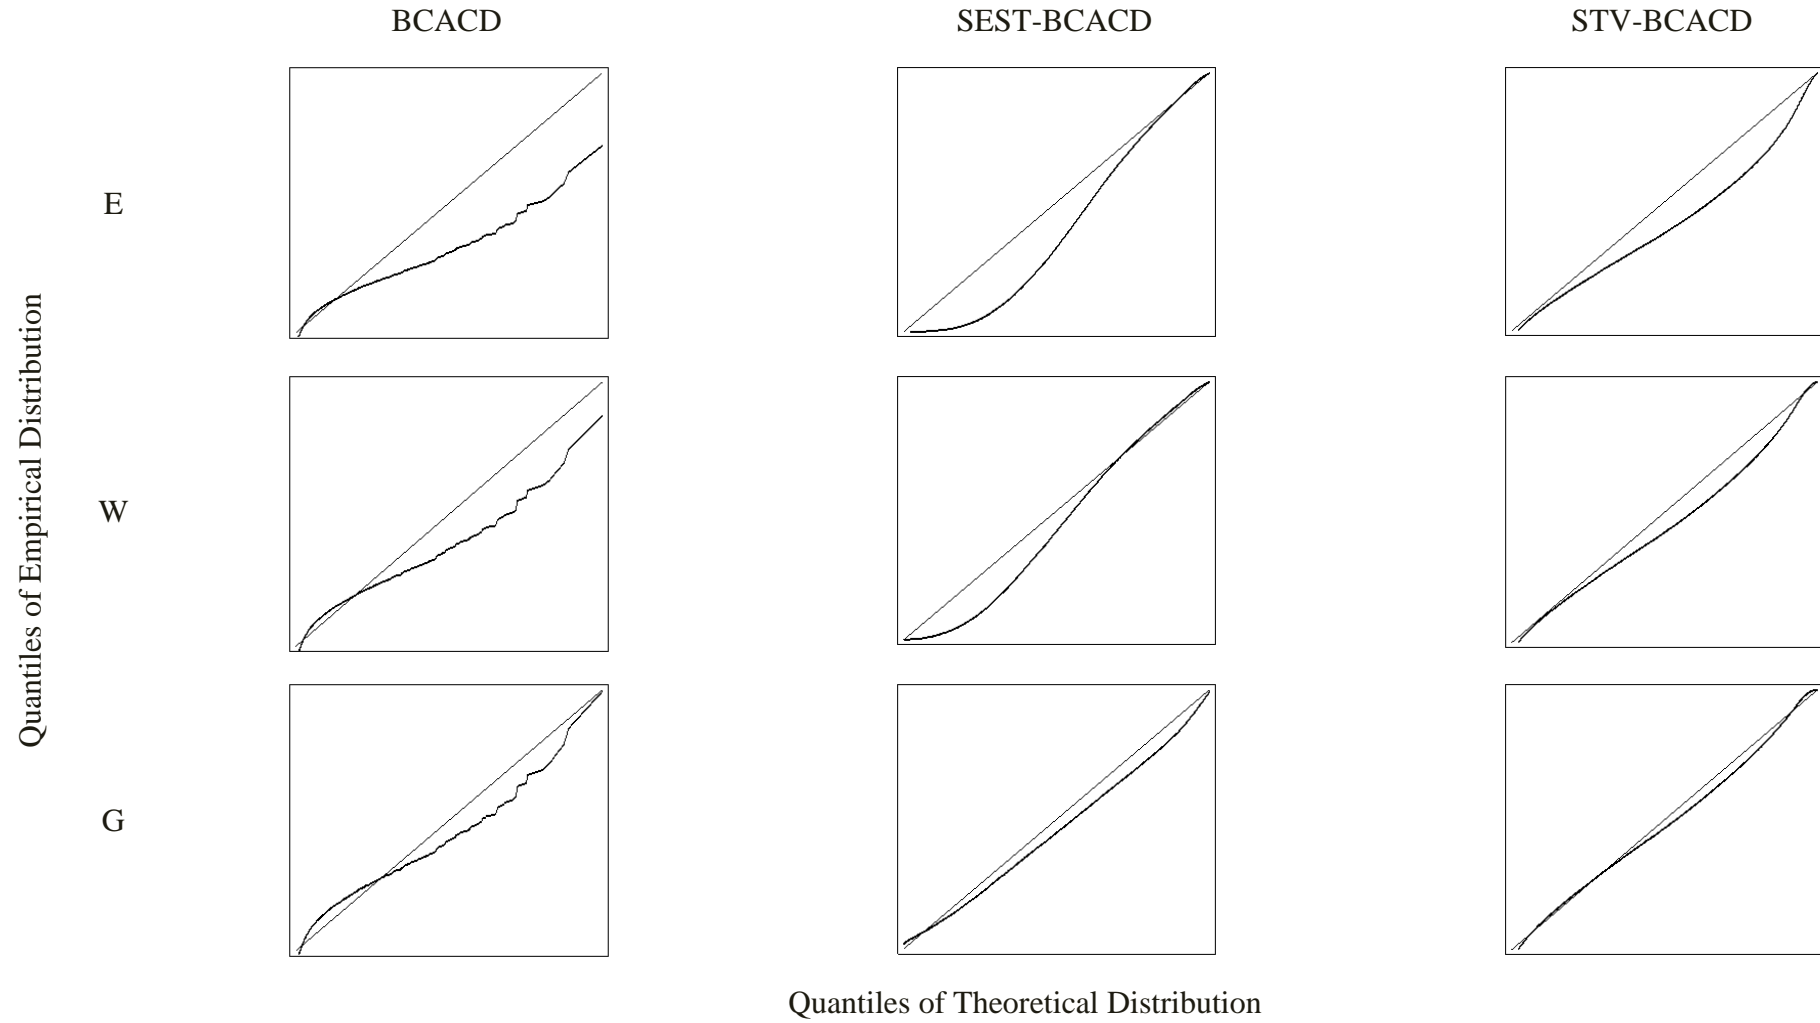 BCACD SEST-BCACD STV-BCACD
E
W
G
Quantiles of Empirical Distribution
Quantiles of Theoretical Distribution